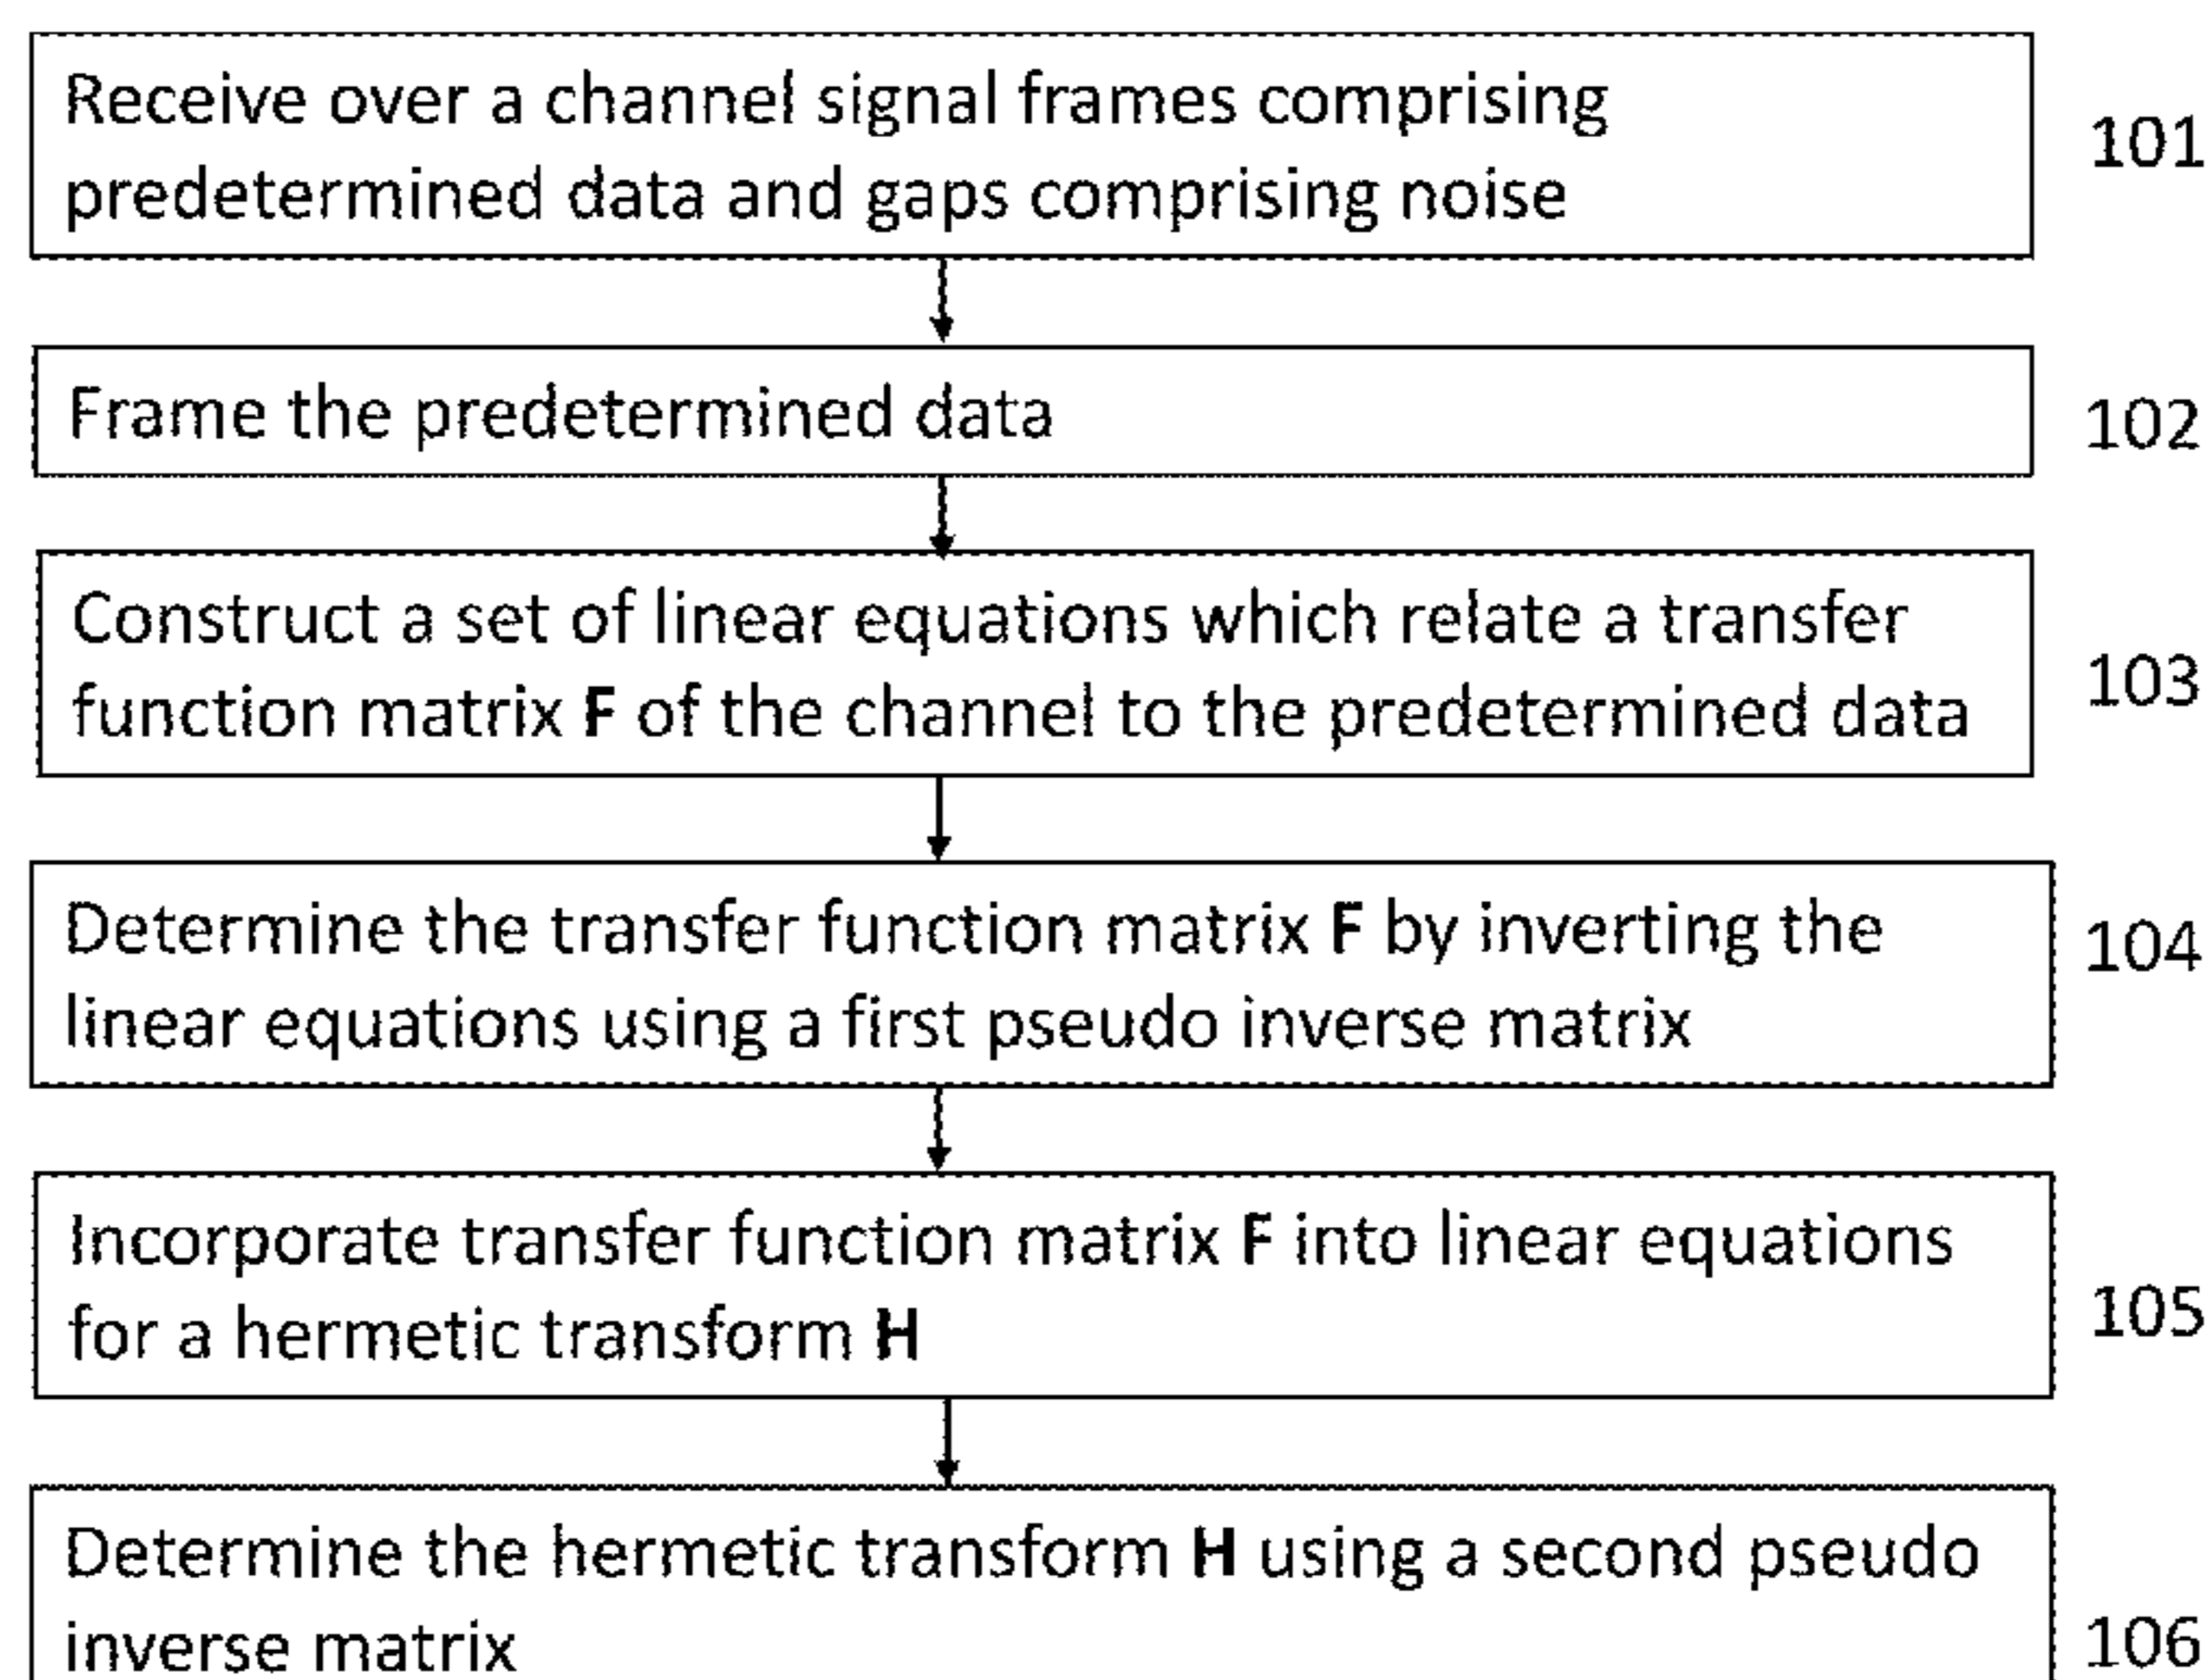 Receive over a channel signal frames comprising
predetermined data and gaps comprising noise
101
Frame the predetermined data
102
Construct a set of linear equations which relate a transfer
function matrix F of the channel to the predetermined data
103
Determine the transfer function matrix F by inverting the
linear equations using a first pseudo inverse matrix
104
Incorporate transfer function matrix F into linear equations
for a hermetic transform H
105
Determine the hermetic transform H using a second pseudo
inverse matrix
106